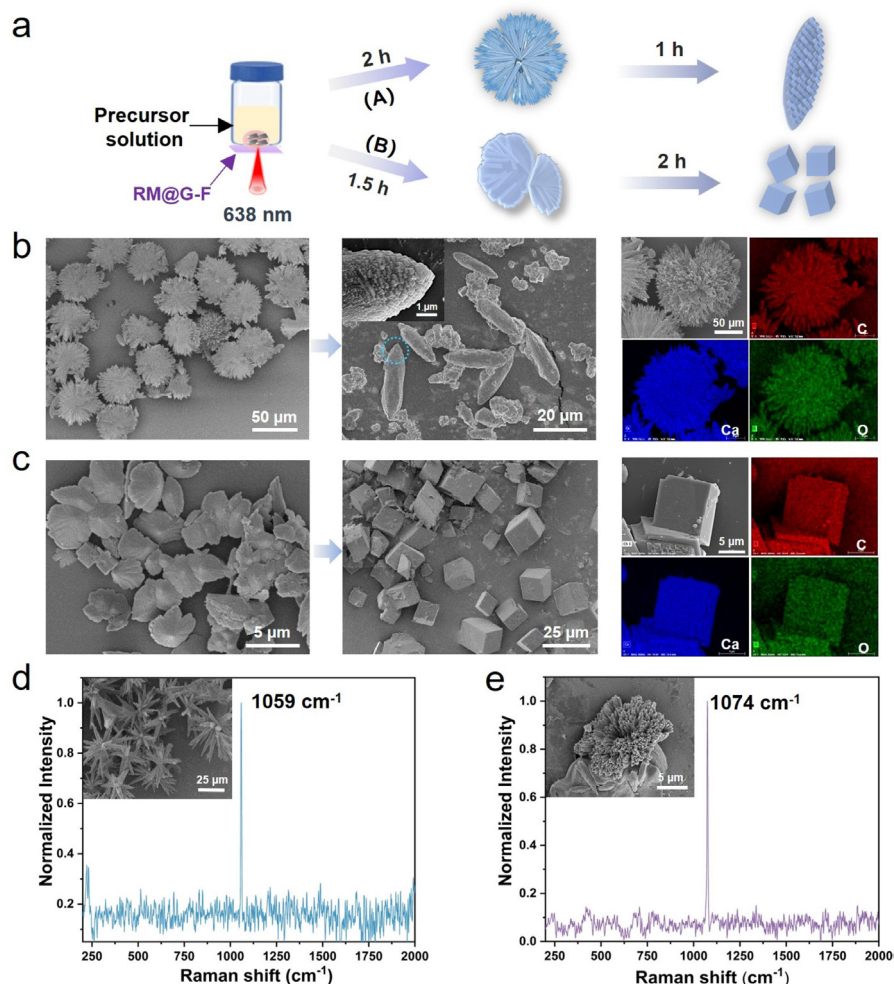 a
2 h
(A)
1 h
Precursor
solution
RM@G-F
638 nm
(B)
1.5 h
2 h
b
50 µm
1 µm
20 µm
50 µm
C
Ca
O
c
5 µm
25 µm
5 µm
C
Ca
O
d
1059 cm⁻¹
25 µm
Normalized Intensity
1.0
0.8
0.6
0.4
0.2
250 500 750 1000 1250 1500 1750 2000
Raman shift (cm⁻¹)
e
1074 cm⁻¹
5 µm
Normalized Intensity
1.0
0.8
0.6
0.4
0.2
0.0
250 500 750 1000 1250 1500 1750 2000
Raman shift (cm⁻¹)